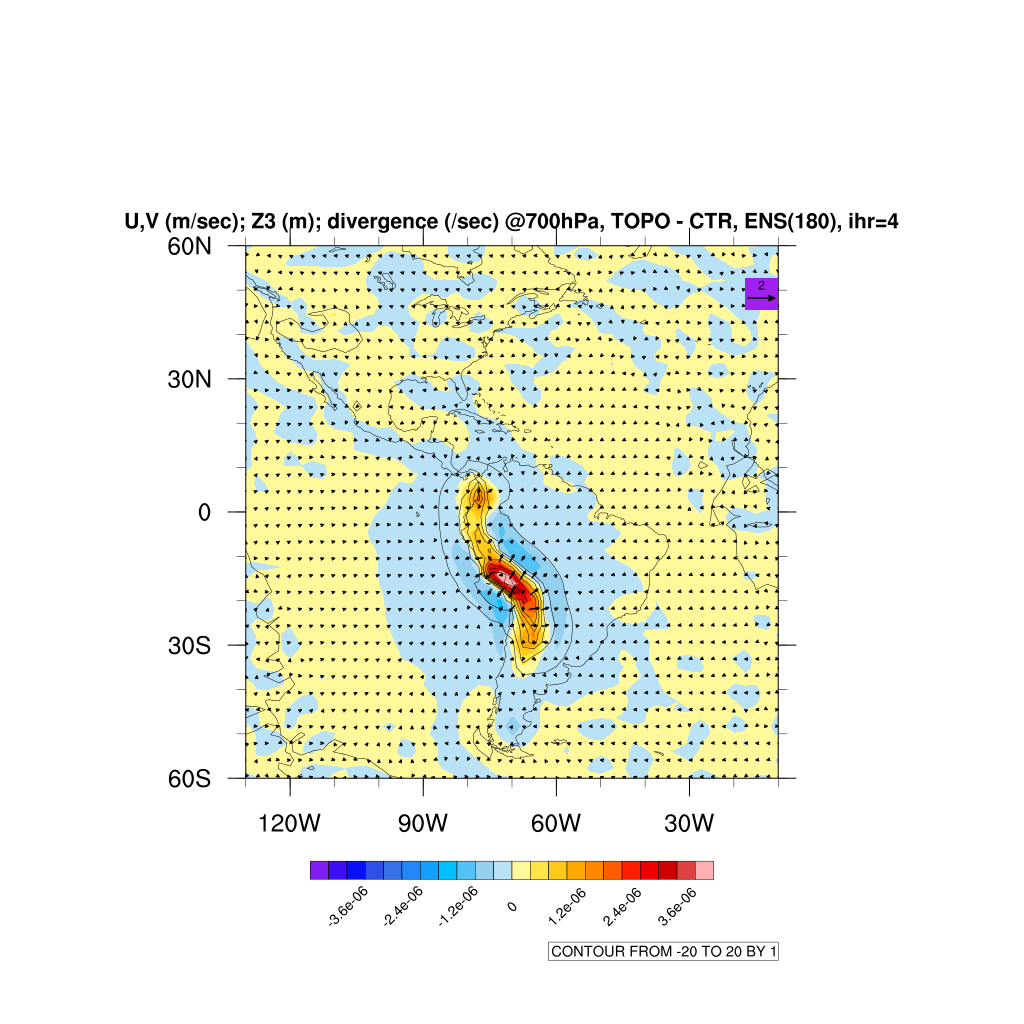 U,V (m/sec); Z3 (m); divergence (/sec) @700hPa, TOPO - CTR, ENS(180), ihr=4
60N
2
30N
0
30S
60S
120W 90W 60W 30W
-3.6e-06 -2.4e-06 -1.2e-06 0 1.2e-06 2.4e-06 3.6e-06
CONTOUR FROM -20 TO 20 BY 1